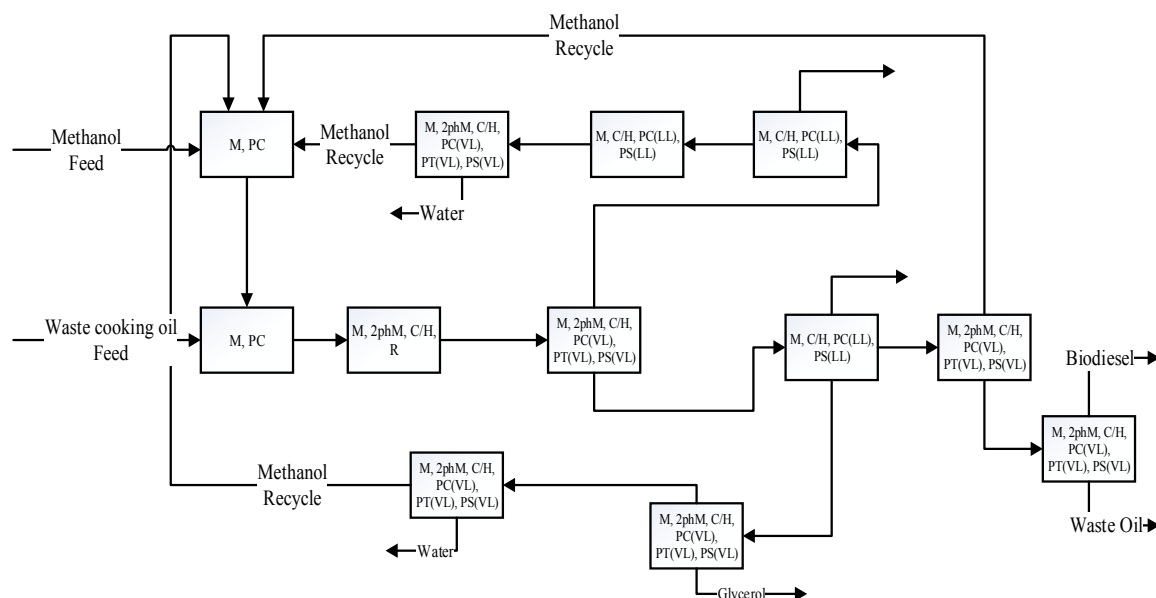 Methanol
Recycle
Methanol
Feed
M, PC
Methanol
Recycle
M, 2phM, C/H,
PC(VL),
PT(VL), PS(VL)
M, C/H, PC(LL),
PS(LL)
M, C/H, PC(LL),
PS(LL)
Water
Waste cooking oil
Feed
M, PC
M, 2phM, C/H,
R
M, 2phM, C/H,
PC(VL),
PT(VL), PS(VL)
M, C/H, PC(LL),
PS(LL)
M, 2phM, C/H,
PC(VL),
PT(VL), PS(VL)
Biodiesel
M, 2phM, C/H,
PC(VL),
PT(VL), PS(VL)
Waste Oil
Methanol
Recycle
M, 2phM, C/H,
PC(VL),
PT(VL), PS(VL)
Water
M, 2phM, C/H,
PC(VL),
PT(VL), PS(VL)
Glycerol